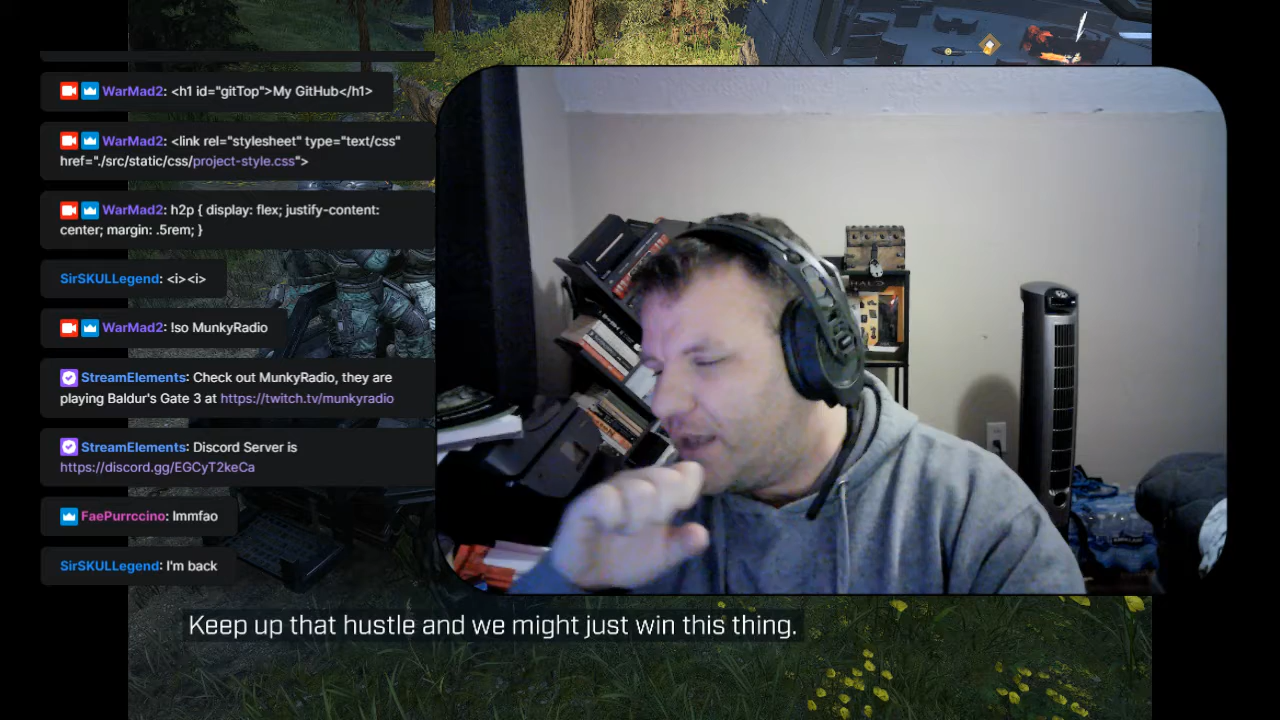 WarMad2: <h1 id="gitTop">My GitHub</h1>
WarMad2: <link rel="stylesheet" type="text/css"
href="./src/static/css/project-style.css">
WarMad2: h2p { display: flex; justify-content:
center; margin: .5rem; }
SirSKULLegend: <i><i>
WarMad2: !so MunkyRadio
StreamElements: Check out MunkyRadio, they are
playing Baldur's Gate 3 at https://twitch.tv/munkyradio
StreamElements: Discord Server is
https://discord.gg/EGCyT2keCa
FaePurrccino: lmmfao
SirSKULLegend: I'm back
HALO
Keep up that hustle and we might just win this thing.